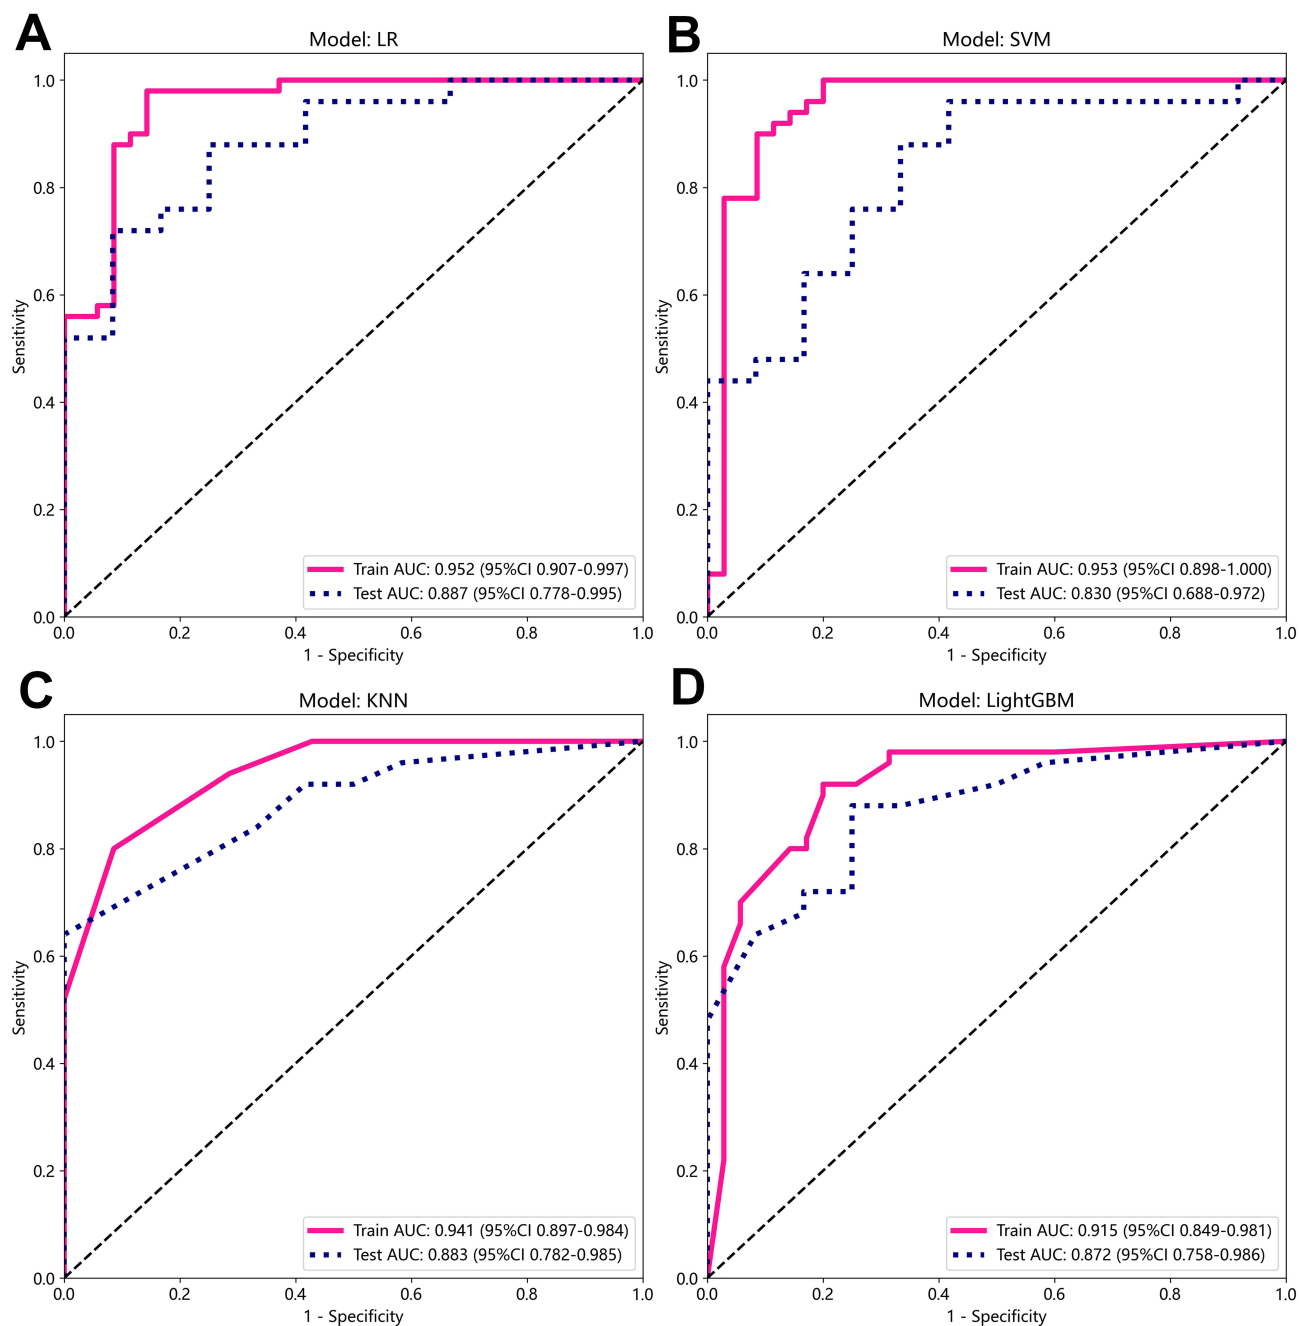 A
Model: LR
1.0
0.8
0.6
0.4
0.2
0.0
Sensitivity
Train AUC: 0.952 (95%CI 0.907-0.997)
Test AUC: 0.887 (95%CI 0.778-0.995)
0.0 0.2 0.4 0.6 0.8 1.0
1 - Specificity
B
Model: SVM
1.0
0.8
0.6
0.4
0.2
0.0
Sensitivity
Train AUC: 0.953 (95%CI 0.898-1.000)
Test AUC: 0.830 (95%CI 0.688-0.972)
0.0 0.2 0.4 0.6 0.8 1.0
1 - Specificity
C
Model: KNN
1.0
0.8
0.6
0.4
0.2
0.0
Sensitivity
Train AUC: 0.941 (95%CI 0.897-0.984)
Test AUC: 0.883 (95%CI 0.782-0.985)
0.0 0.2 0.4 0.6 0.8 1.0
1 - Specificity
D
Model: LightGBM
1.0
0.8
0.6
0.4
0.2
0.0
Sensitivity
Train AUC: 0.915 (95%CI 0.849-0.981)
Test AUC: 0.872 (95%CI 0.758-0.986)
0.0 0.2 0.4 0.6 0.8 1.0
1 - Specificity